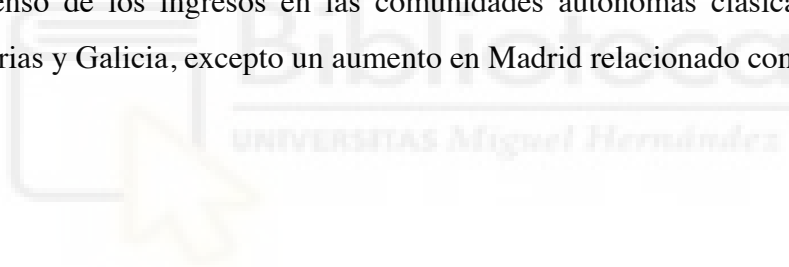 enso de los ingresos en las comunidades autónomas clásica
rias y Galicia, excepto un aumento en Madrid relacionado con
Biblioteca
UNIVERSITAS Miguel Hernández